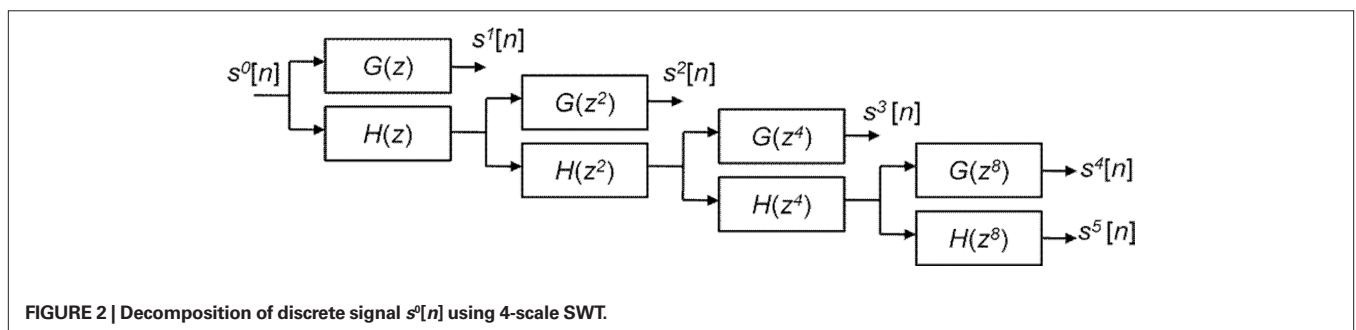 s⁰[n]
G(z)
s¹[n]
H(z)
G(z²)
s²[n]
H(z²)
G(z⁴)
s³[n]
H(z⁴)
G(z⁸)
s⁴[n]
H(z⁸)
s⁵[n]
FIGURE 2 | Decomposition of discrete signal s⁰[n] using 4-scale SWT.